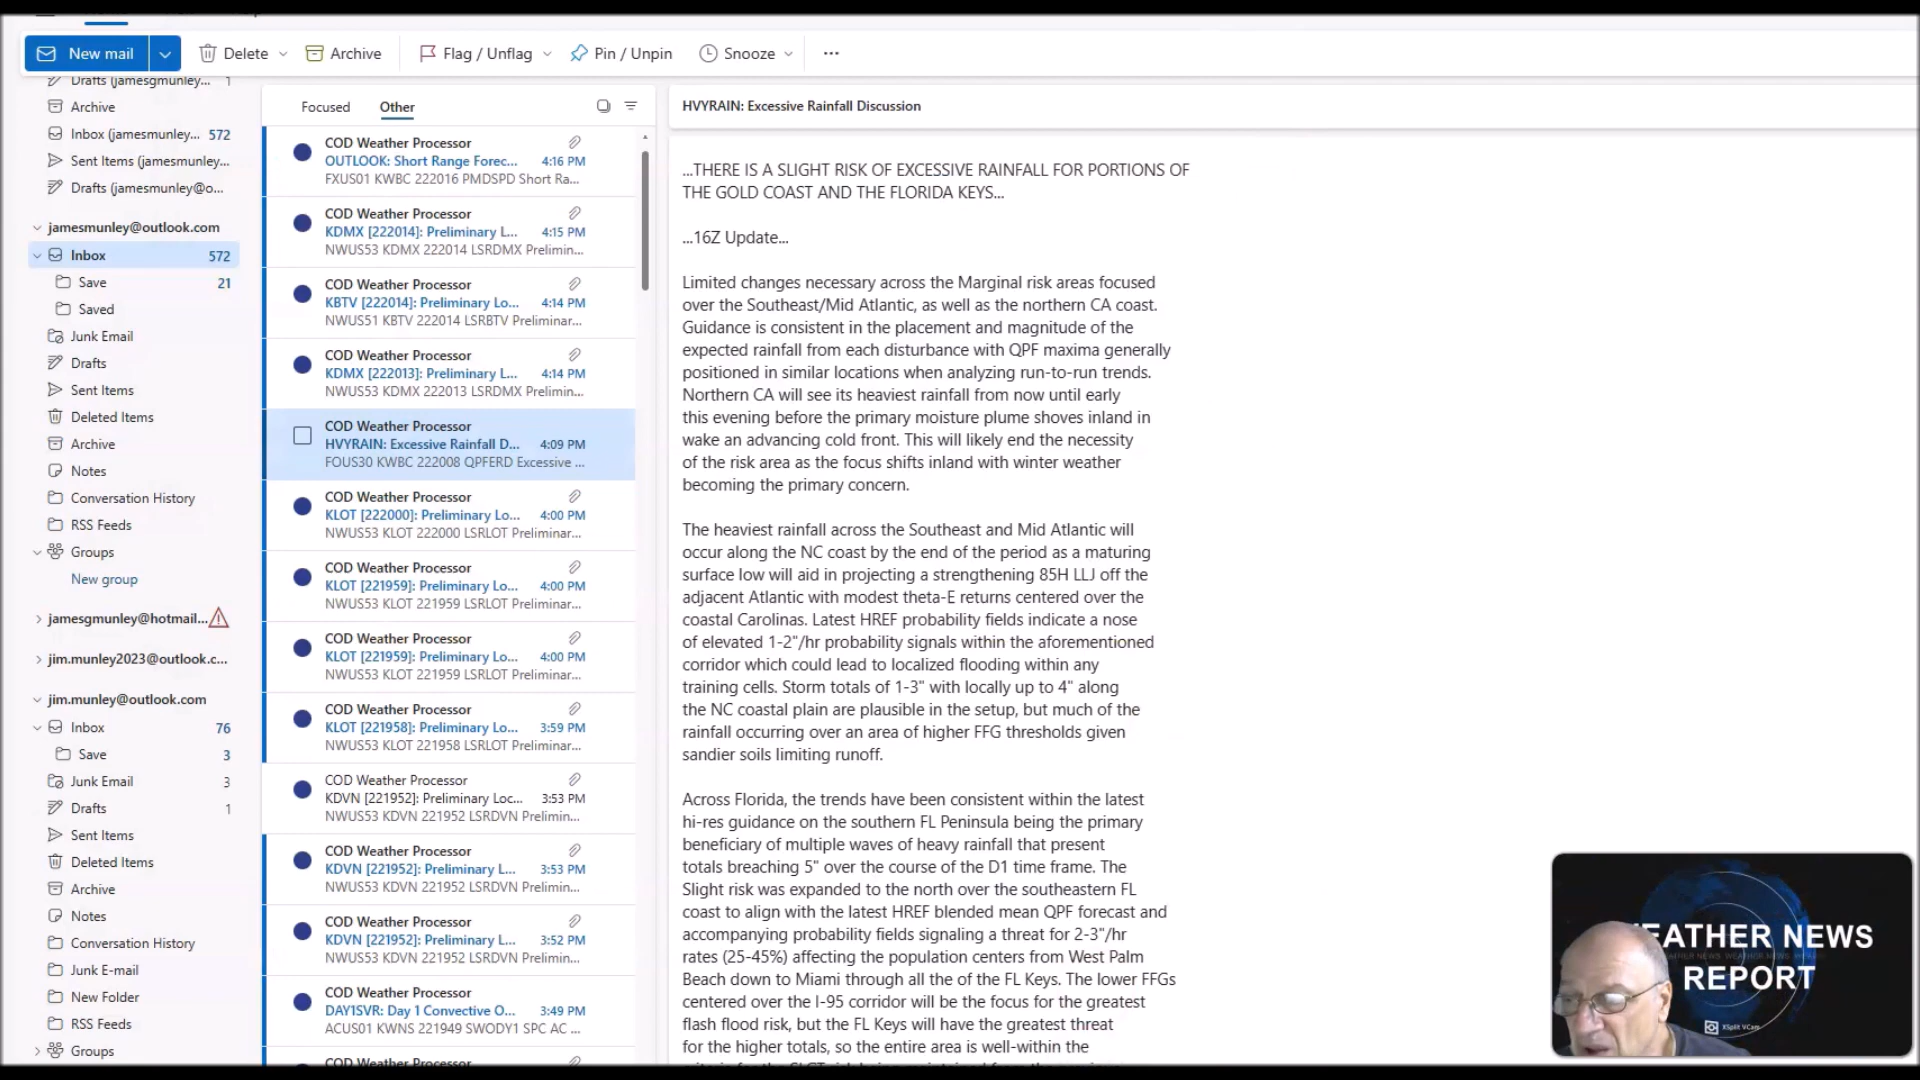 New mail
Delete
Archive
Flag / Unflag
Pin / Unpin
Snooze
Drafts (jamesgmunley... 1
Archive
Inbox (jamesmunley... 572
Sent Items (jamesmunley...
Drafts (jamesmunley@o...
jamesmunley@outlook.com
Inbox 572
Save 21
Saved
Junk Email
Drafts
Sent Items
Deleted Items
Archive
Notes
Conversation History
RSS Feeds
Groups
New group
jamesgmunley@hotmail...
jim.munley2023@outlook.c...
jim.munley@outlook.com
Inbox 76
Save 3
Junk Email 3
Drafts 1
Sent Items
Deleted Items
Archive
Notes
Conversation History
Junk E-mail
New Folder
RSS Feeds
Groups
Focused Other
COD Weather Processor
OUTLOOK: Short Range Forec... 4:16 PM
FXUS01 KWBC 222016 PMDSPD Short Ra...
COD Weather Processor
KDMX [222014]: Preliminary L... 4:15 PM
NWUS53 KDMX 222014 LSRDMX Prelimin...
COD Weather Processor
KBTV [222014]: Preliminary Lo... 4:14 PM
NWUS51 KBTV 222014 LSRBTV Preliminar...
COD Weather Processor
KDMX [222013]: Preliminary L... 4:14 PM
NWUS53 KDMX 222013 LSRDMX Prelimin...
COD Weather Processor
HVYRAIN: Excessive Rainfall D... 4:09 PM
FOUS30 KWBC 222008 QPFERD Excessive ...
COD Weather Processor
KLOT [222000]: Preliminary Lo... 4:00 PM
NWUS53 KLOT 222000 LSRLOT Preliminar...
COD Weather Processor
KLOT [221959]: Preliminary Lo... 4:00 PM
NWUS53 KLOT 221959 LSRLOT Preliminar...
COD Weather Processor
KLOT [221959]: Preliminary Lo... 4:00 PM
NWUS53 KLOT 221959 LSRLOT Preliminar...
COD Weather Processor
KLOT [221958]: Preliminary Lo... 3:59 PM
NWUS53 KLOT 221958 LSRLOT Preliminar...
COD Weather Processor
KDVN [221952]: Preliminary Loc... 3:53 PM
NWUS53 KDVN 221952 LSRDVN Prelimin...
COD Weather Processor
KDVN [221952]: Preliminary L... 3:53 PM
NWUS53 KDVN 221952 LSRDVN Prelimin...
COD Weather Processor
KDVN [221952]: Preliminary L... 3:52 PM
NWUS53 KDVN 221952 LSRDVN Prelimin...
COD Weather Processor
DAY1SVR: Day 1 Convective O... 3:49 PM
ACUS01 KWNS 221949 SWODY1 SPC AC ...
COD Weather Processor
HVYRAIN: Excessive Rainfall Discussion
...THERE IS A SLIGHT RISK OF EXCESSIVE RAINFALL FOR PORTIONS OF
THE GOLD COAST AND THE FLORIDA KEYS...
...16Z Update...
Limited changes necessary across the Marginal risk areas focused
over the Southeast/Mid Atlantic, as well as the northern CA coast.
Guidance is consistent in the placement and magnitude of the
expected rainfall from each disturbance with QPF maxima generally
positioned in similar locations when analyzing run-to-run trends.
Northern CA will see its heaviest rainfall from now until early
this evening before the primary moisture plume shoves inland in
wake an advancing cold front. This will likely end the necessity
of the risk area as the focus shifts inland with winter weather
becoming the primary concern.
The heaviest rainfall across the Southeast and Mid Atlantic will
occur along the NC coast by the end of the period as a maturing
surface low will aid in projecting a strengthening 85H LLJ off the
adjacent Atlantic with modest theta-E returns centered over the
coastal Carolinas. Latest HREF probability fields indicate a nose
of elevated 1-2"/hr probability signals within the aforementioned
corridor which could lead to localized flooding within any
training cells. Storm totals of 1-3" with locally up to 4" along
the NC coastal plain are plausible in the setup, but much of the
rainfall occurring over an area of higher FFG thresholds given
sandier soils limiting runoff.
Across Florida, the trends have been consistent within the latest
hi-res guidance on the southern FL Peninsula being the primary
beneficiary of multiple waves of heavy rainfall that present
totals breaching 5" over the course of the D1 time frame. The
Slight risk was expanded to the north over the southeastern FL
coast to align with the latest HREF blended mean QPF forecast and
accompanying probability fields signaling a threat for 2-3"/hr
rates (25-45%) affecting the population centers from West Palm
Beach down to Miami through all the of the FL Keys. The lower FFGs
centered over the I-95 corridor will be the focus for the greatest
flash flood risk, but the FL Keys will have the greatest threat
for the higher totals, so the entire area is well-within the
EATHER NEWS
REPORT
XSplit VCam